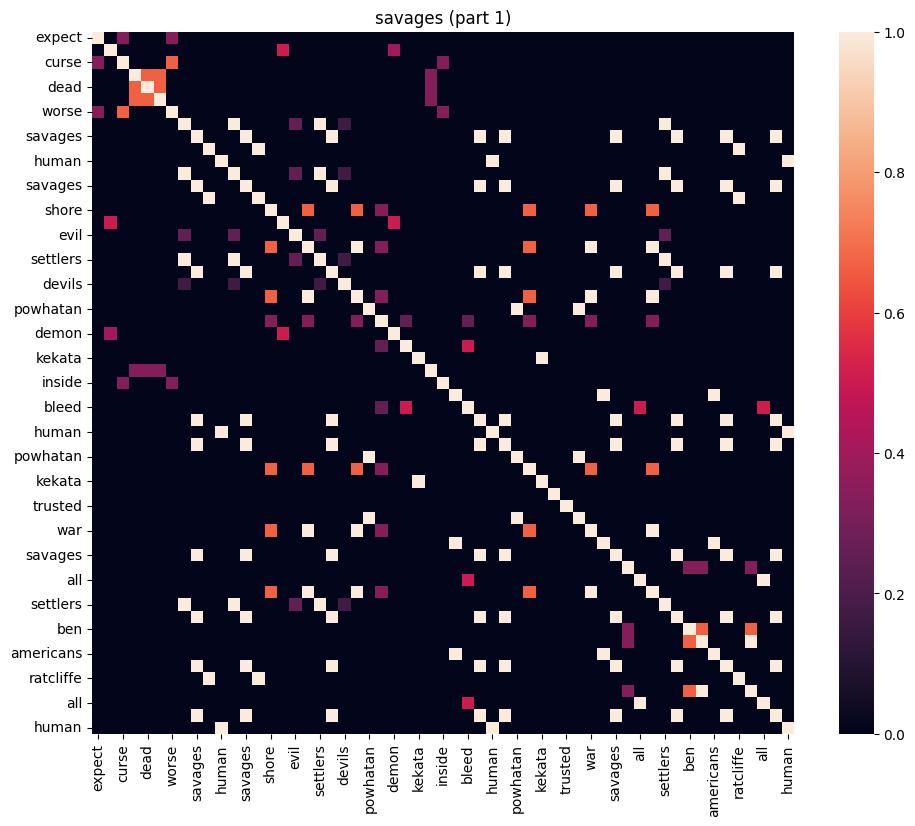 savages (part 1)
expect
curse
dead
worse
savages
human
savages
shore
evil
settlers
devils
powhatan
demon
kekata
inside
bleed
human
powhatan
kekata
trusted
war
savages
all
settlers
ben
americans
ratcliffe
all
human
1.0
0.8
0.6
0.4
0.2
0.0
expect
curse
dead
worse
savages
human
savages
shore
evil
settlers
devils
powhatan
demon
kekata
inside
bleed
human
powhatan
kekata
trusted
war
savages
all
settlers
ben
americans
ratcliffe
all
human